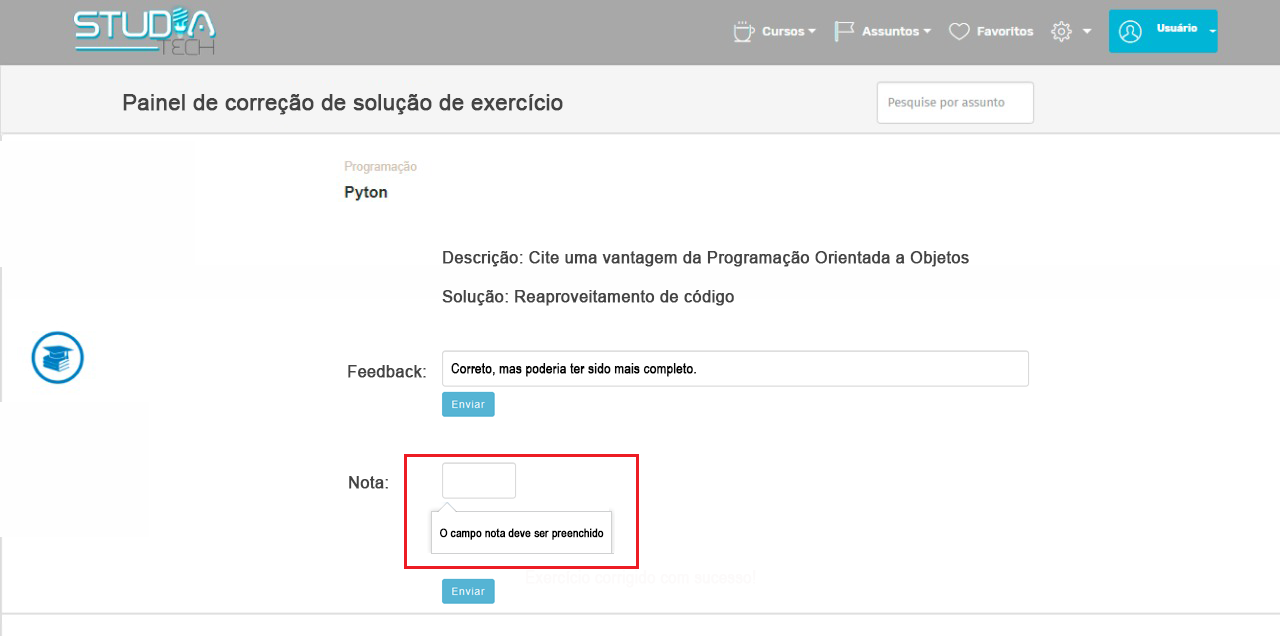 STUDIA
TECH
Cursos
Assuntos
Favoritos
Usuário
Painel de correção de solução de exercício
Pesquise por assunto
Programação
Pyton
Descrição: Cite uma vantagem da Programação Orientada a Objetos
Solução: Reaproveitamento de código
Feedback:
Correto, mas poderia ter sido mais completo.
Enviar
Nota:
O campo nota deve ser preenchido
Enviar